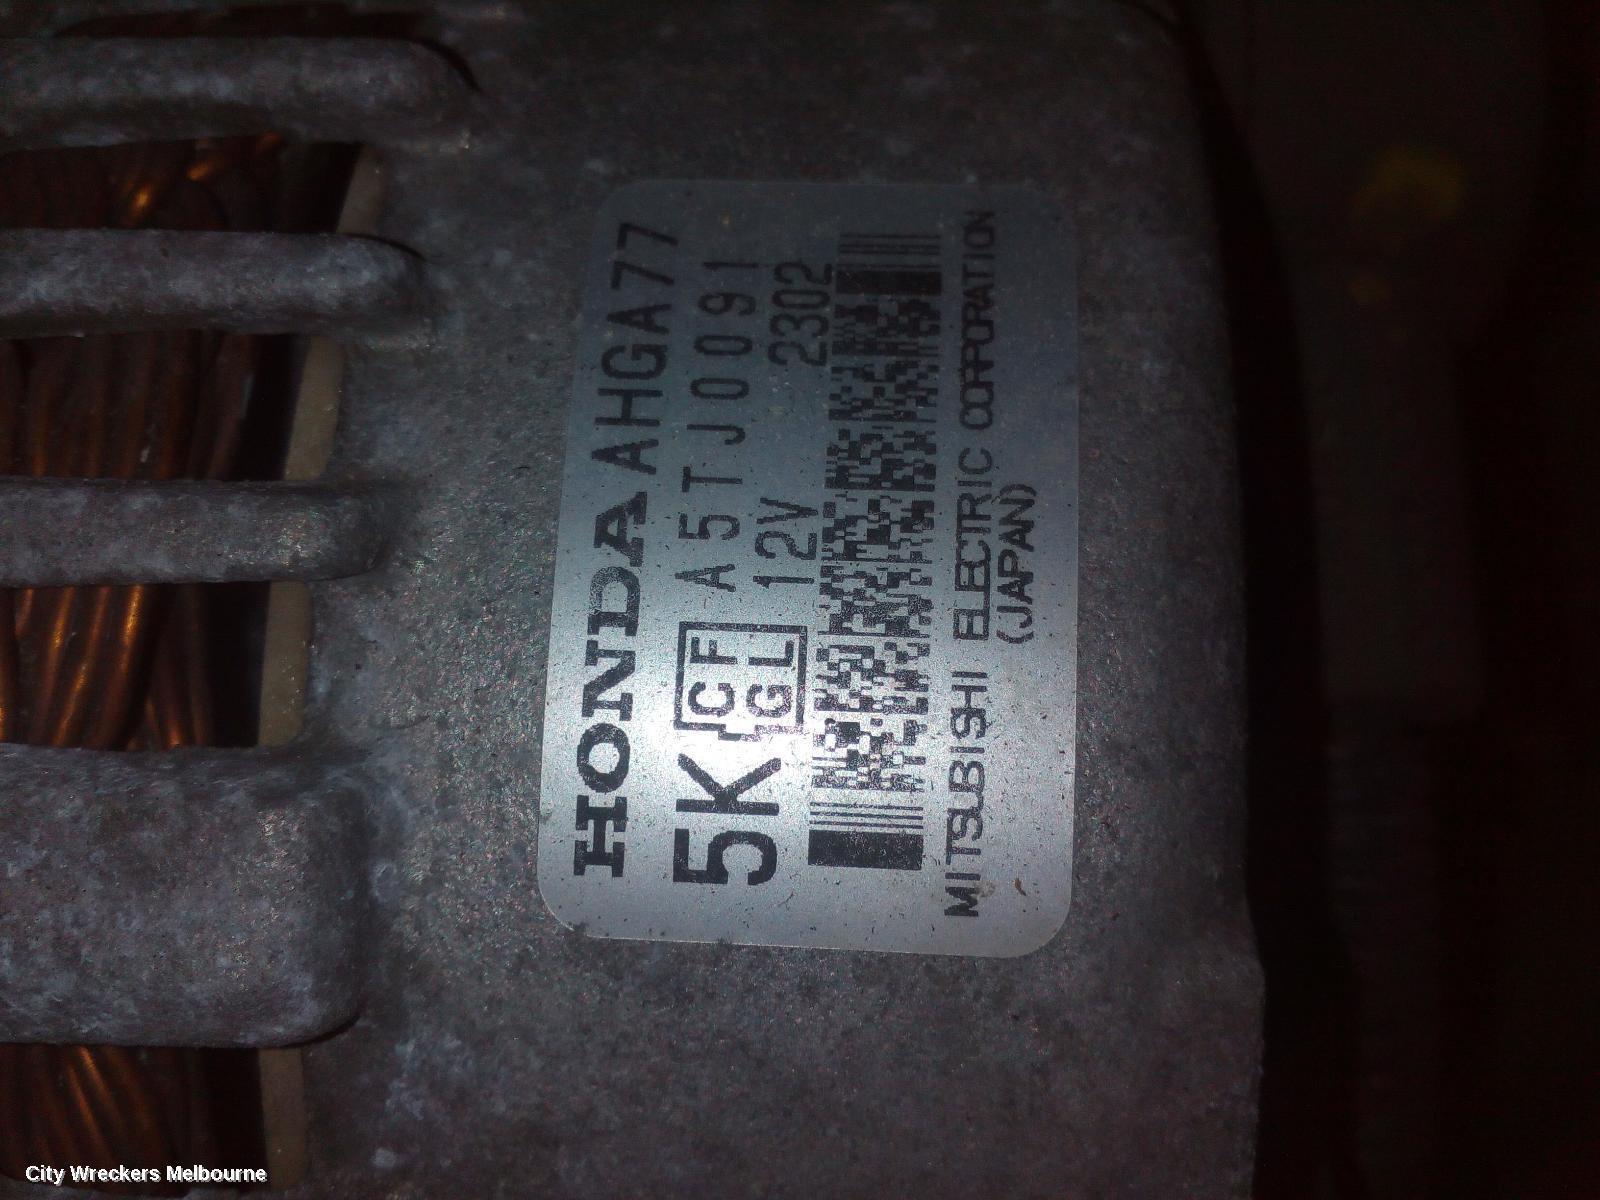 HONDA AHGA77
5K CF GL A5TJ0091
12V 2302
MITSUBISHI ELECTRIC CORPORATION
(JAPAN)
City Wreckers Melbourne